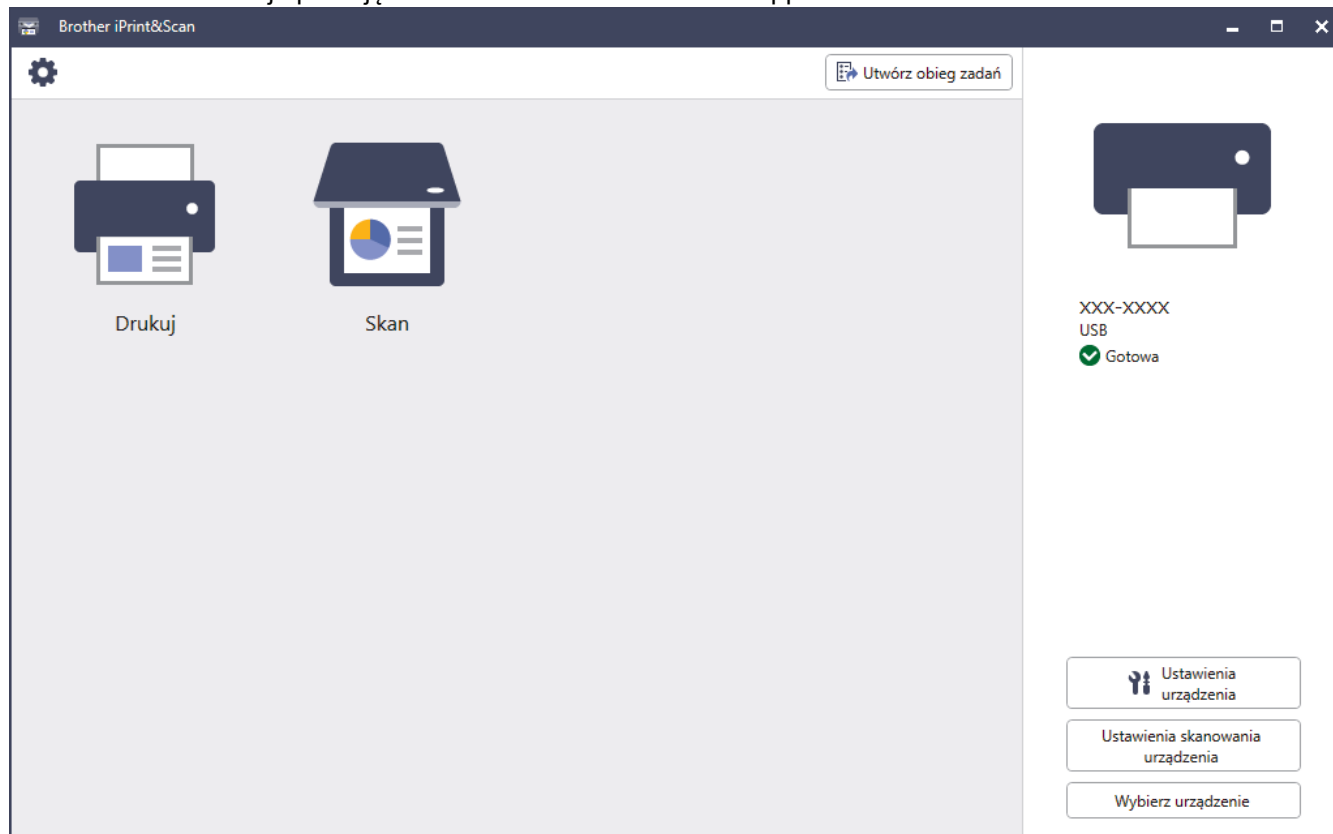 Brother iPrint&Scan
Utwórz obieg zadań
Drukuj
Skan
XXX-XXXX
USB
Gotowa
Ustawienia
urządzenia
Ustawienia skanowania
urządzenia
Wybierz urządzenie